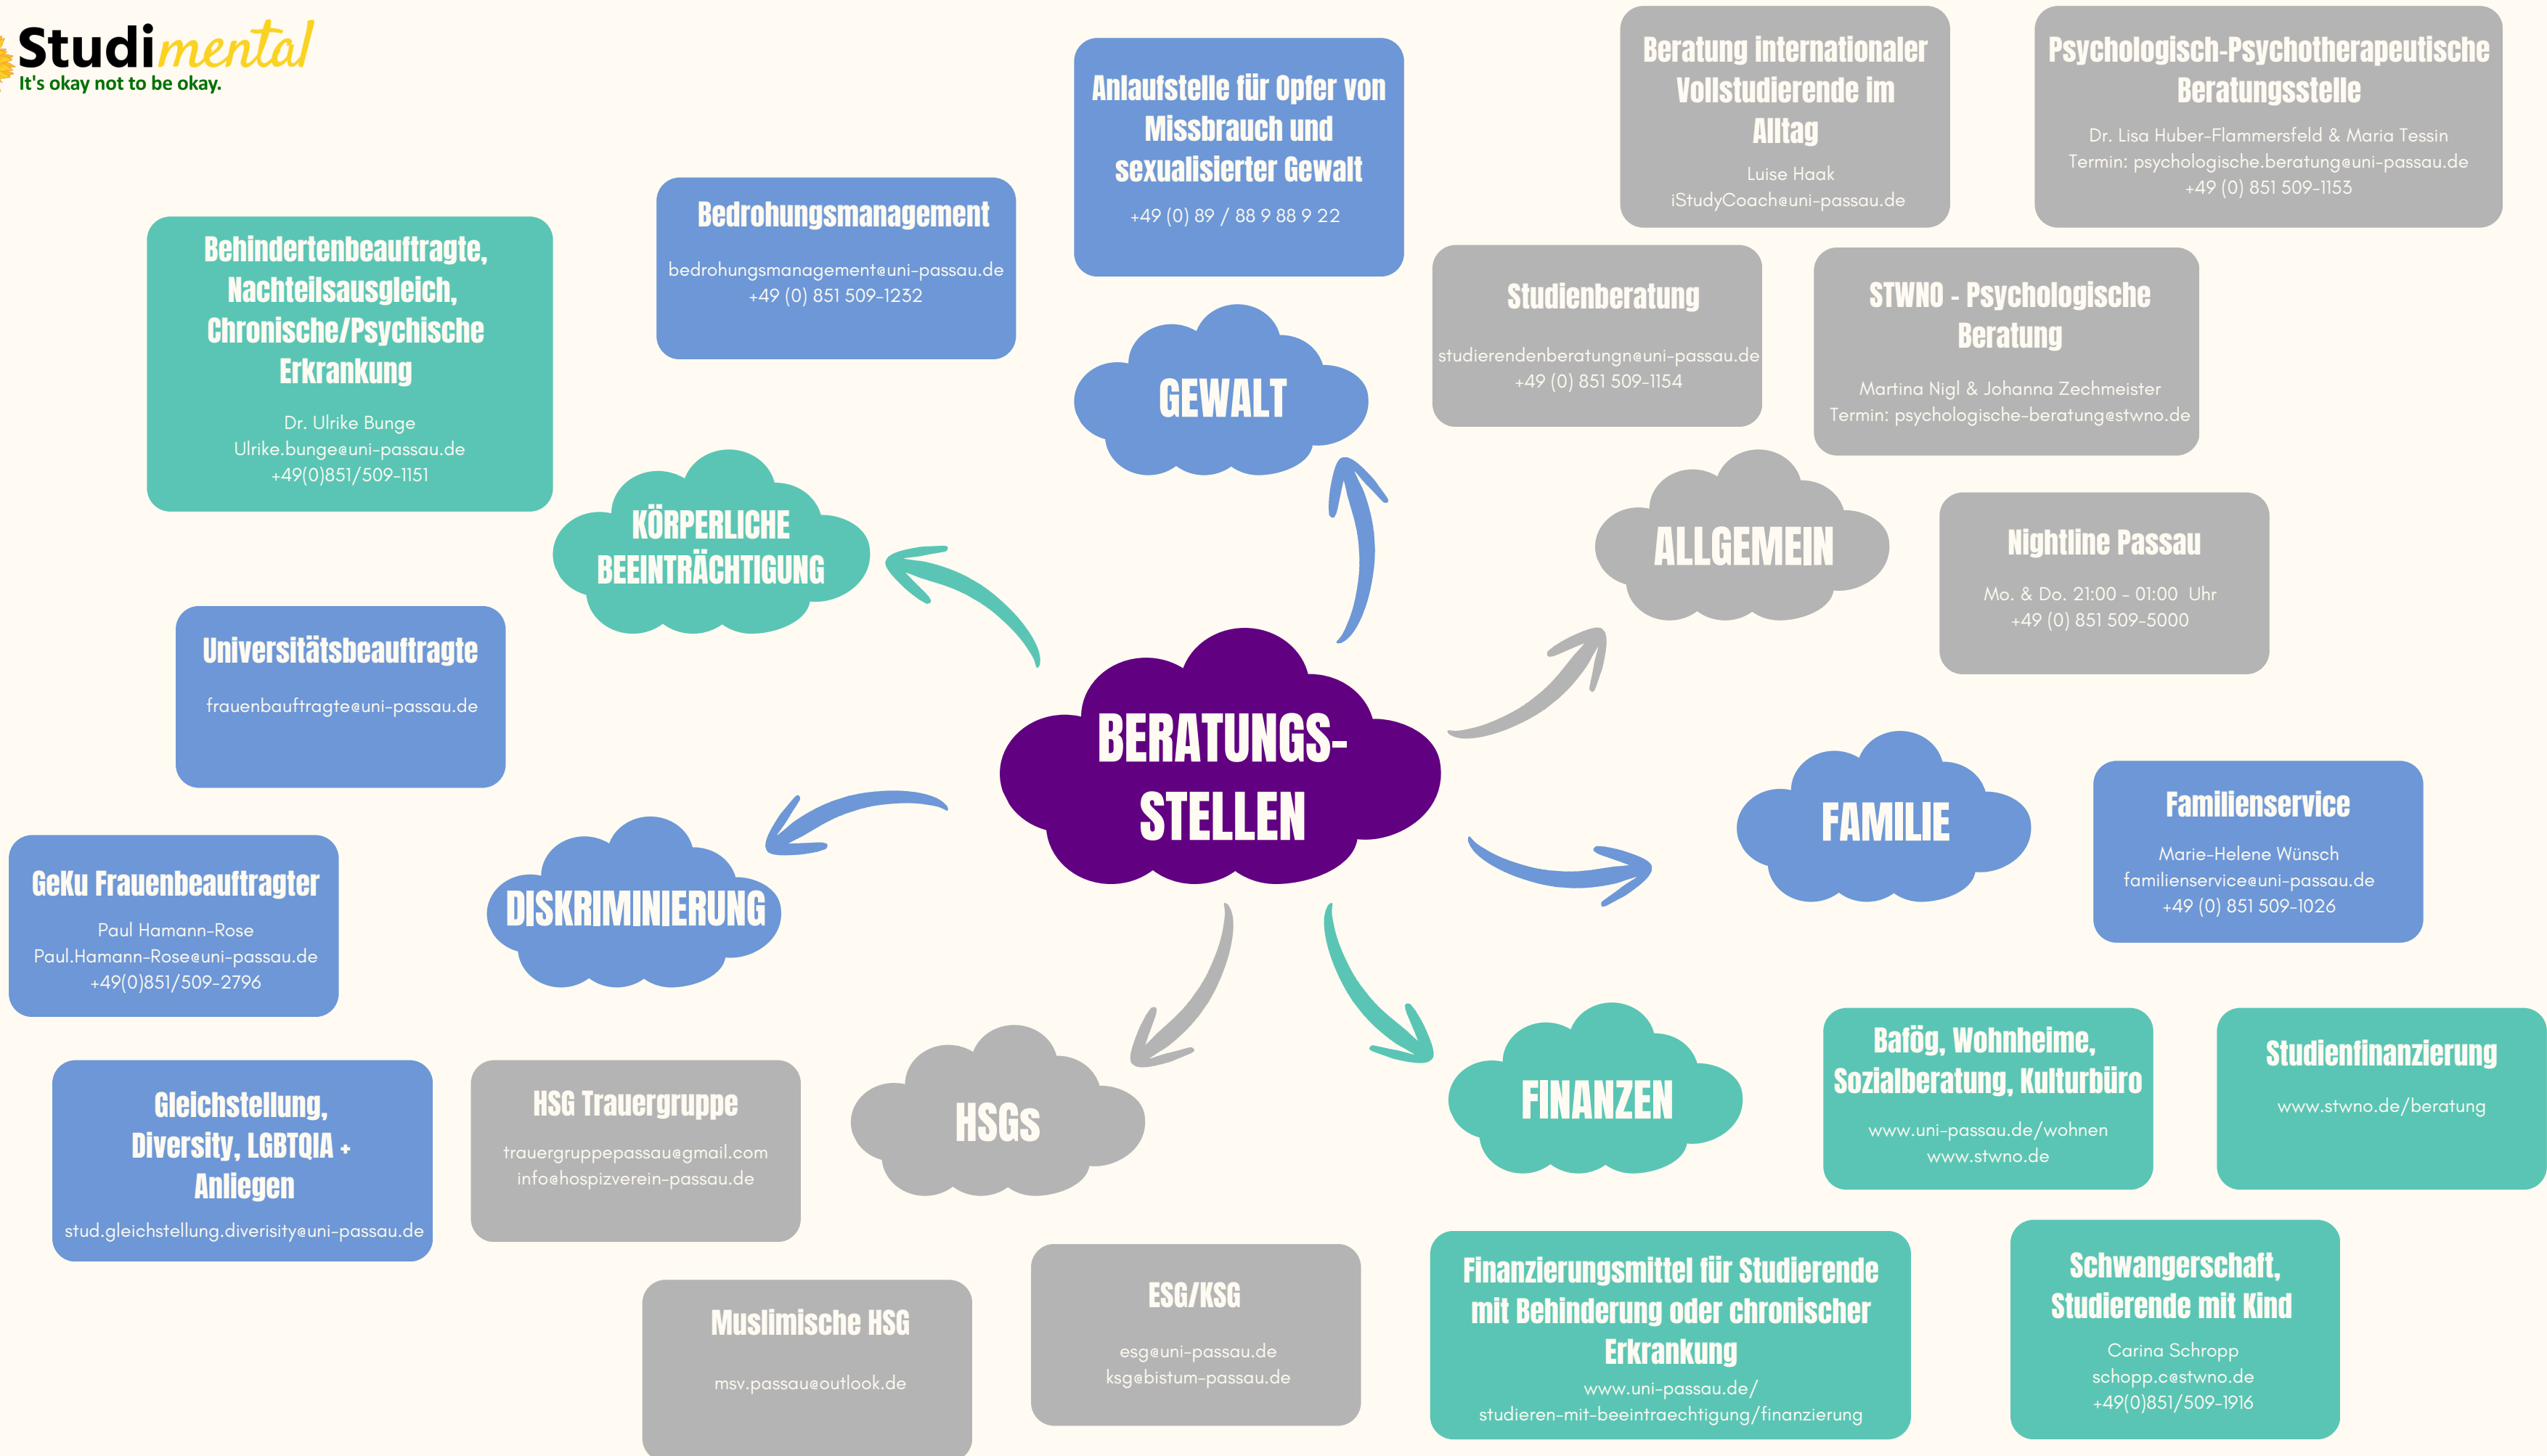 Studimental
It's okay not to be okay.
Anlaufstelle für Opfer von
Missbrauch und
sexualisierter Gewalt
+49 (0) 89 / 88 9 88 9 22
Beratung internationaler
Vollstudierende im
Alltag
Luise Haak
iStudyCoach@uni-passau.de
Psychologisch-Psychotherapeutische
Beratungsstelle
Dr. Lisa Huber-Flammersfeld & Maria Tessin
Termin: psychologische.beratung@uni-passau.de
+49 (0) 851 509-1153
Bedrohungsmanagement
bedrohungsmanagement@uni-passau.de
+49 (0) 851 509-1232
Behindertenbeauftragte,
Nachteilsausgleich,
Chronische/Psychische
Erkrankung
Dr. Ulrike Bunge
Ulrike.bunge@uni-passau.de
+49(0)851/509-1151
Studienberatung
studierendenberatungn@uni-passau.de
+49 (0) 851 509-1154
STWNO - Psychologische
Beratung
Martina Nigl & Johanna Zechmeister
Termin: psychologische-beratung@stwno.de
GEWALT
KÖRPERLICHE
BEEINTRÄCHTIGUNG
ALLGEMEIN
Nightline Passau
Mo. & Do. 21:00 - 01:00 Uhr
+49 (0) 851 509-5000
Universitätsbeauftragte
frauenbauftragte@uni-passau.de
BERATUNGS-
STELLEN
FAMILIE
Familienservice
Marie-Helene Wünsch
familienservice@uni-passau.de
+49 (0) 851 509-1026
GeKu Frauenbeauftragter
Paul Hamann-Rose
Paul.Hamann-Rose@uni-passau.de
+49(0)851/509-2796
DISKRIMINIERUNG
Gleichstellung,
Diversity, LGBTQIA +
Anliegen
stud.gleichstellung.diverisity@uni-passau.de
HSG Trauergruppe
trauergruppepassau@gmail.com
info@hospizverein-passau.de
HSGs
FINANZEN
Bafög, Wohnheime,
Sozialberatung, Kulturbüro
www.uni-passau.de/wohnen
www.stwno.de
Studienfinanzierung
www.stwno.de/beratung
Muslimische HSG
msv.passau@outlook.de
ESG/KSG
esg@uni-passau.de
ksg@bistum-passau.de
Finanzierungsmittel für Studierende
mit Behinderung oder chronischer
Erkrankung
www.uni-passau.de/
studieren-mit-beeintraechtigung/finanzierung
Schwangerschaft,
Studierende mit Kind
Carina Schropp
schopp.c@stwno.de
+49(0)851/509-1916